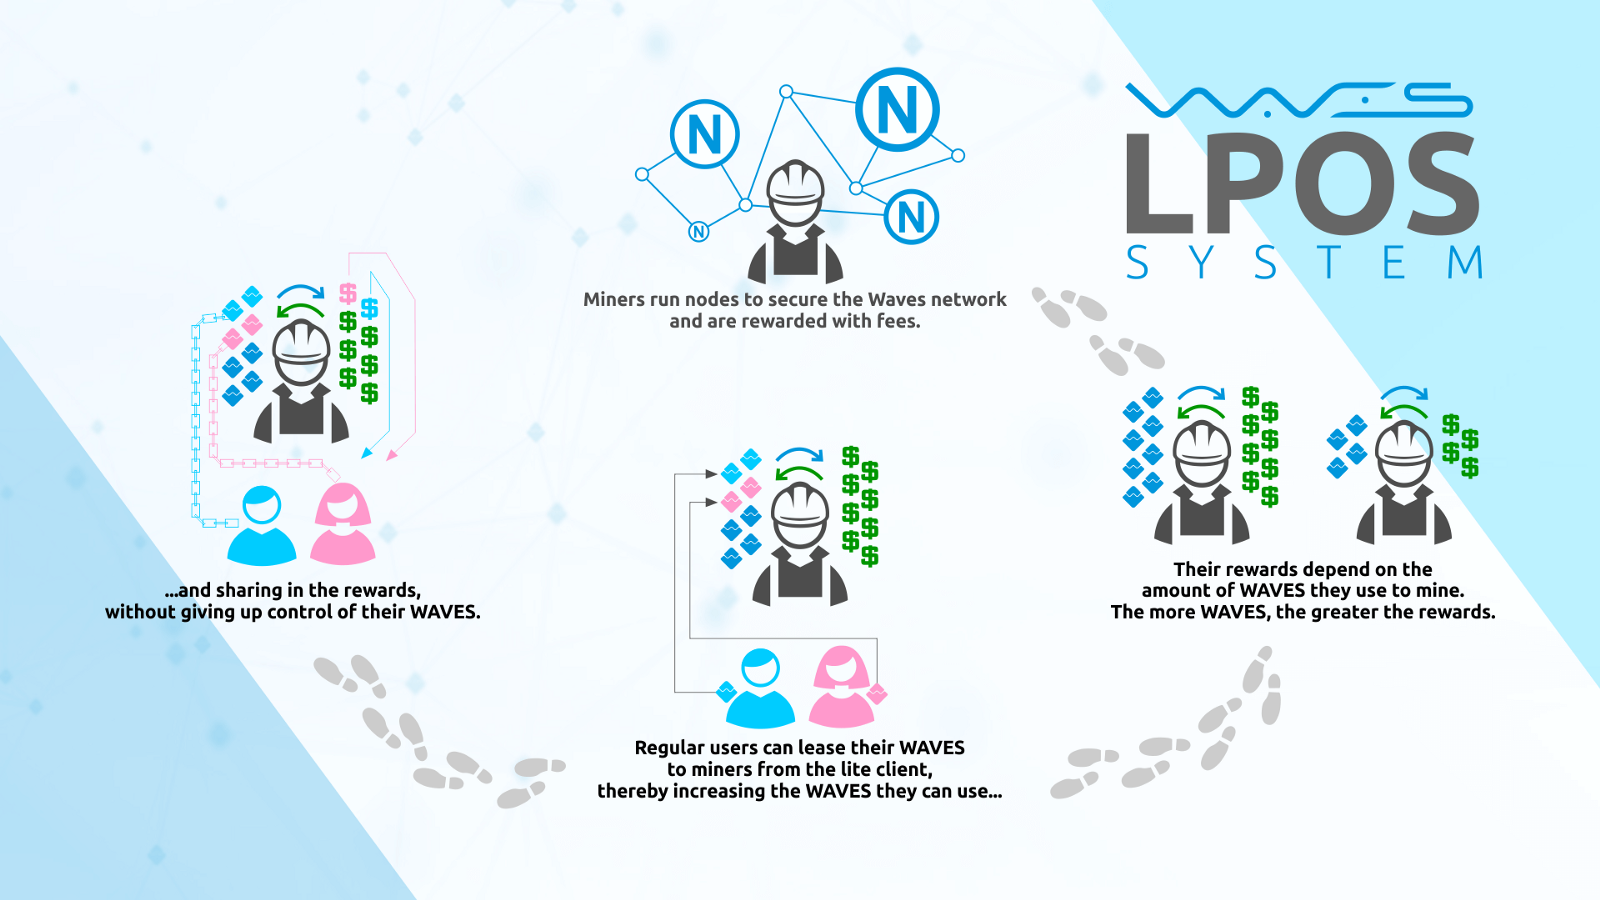 WAVES
LPOS
SYSTEM
N
N
N
N
Miners run nodes to secure the Waves network
and are rewarded with fees.
Their rewards depend on the
amount of WAVES they use to mine.
The more WAVES, the greater the rewards.
Regular users can lease their WAVES
to miners from the lite client,
thereby increasing the WAVES they can use...
...and sharing in the rewards,
without giving up control of their WAVES.